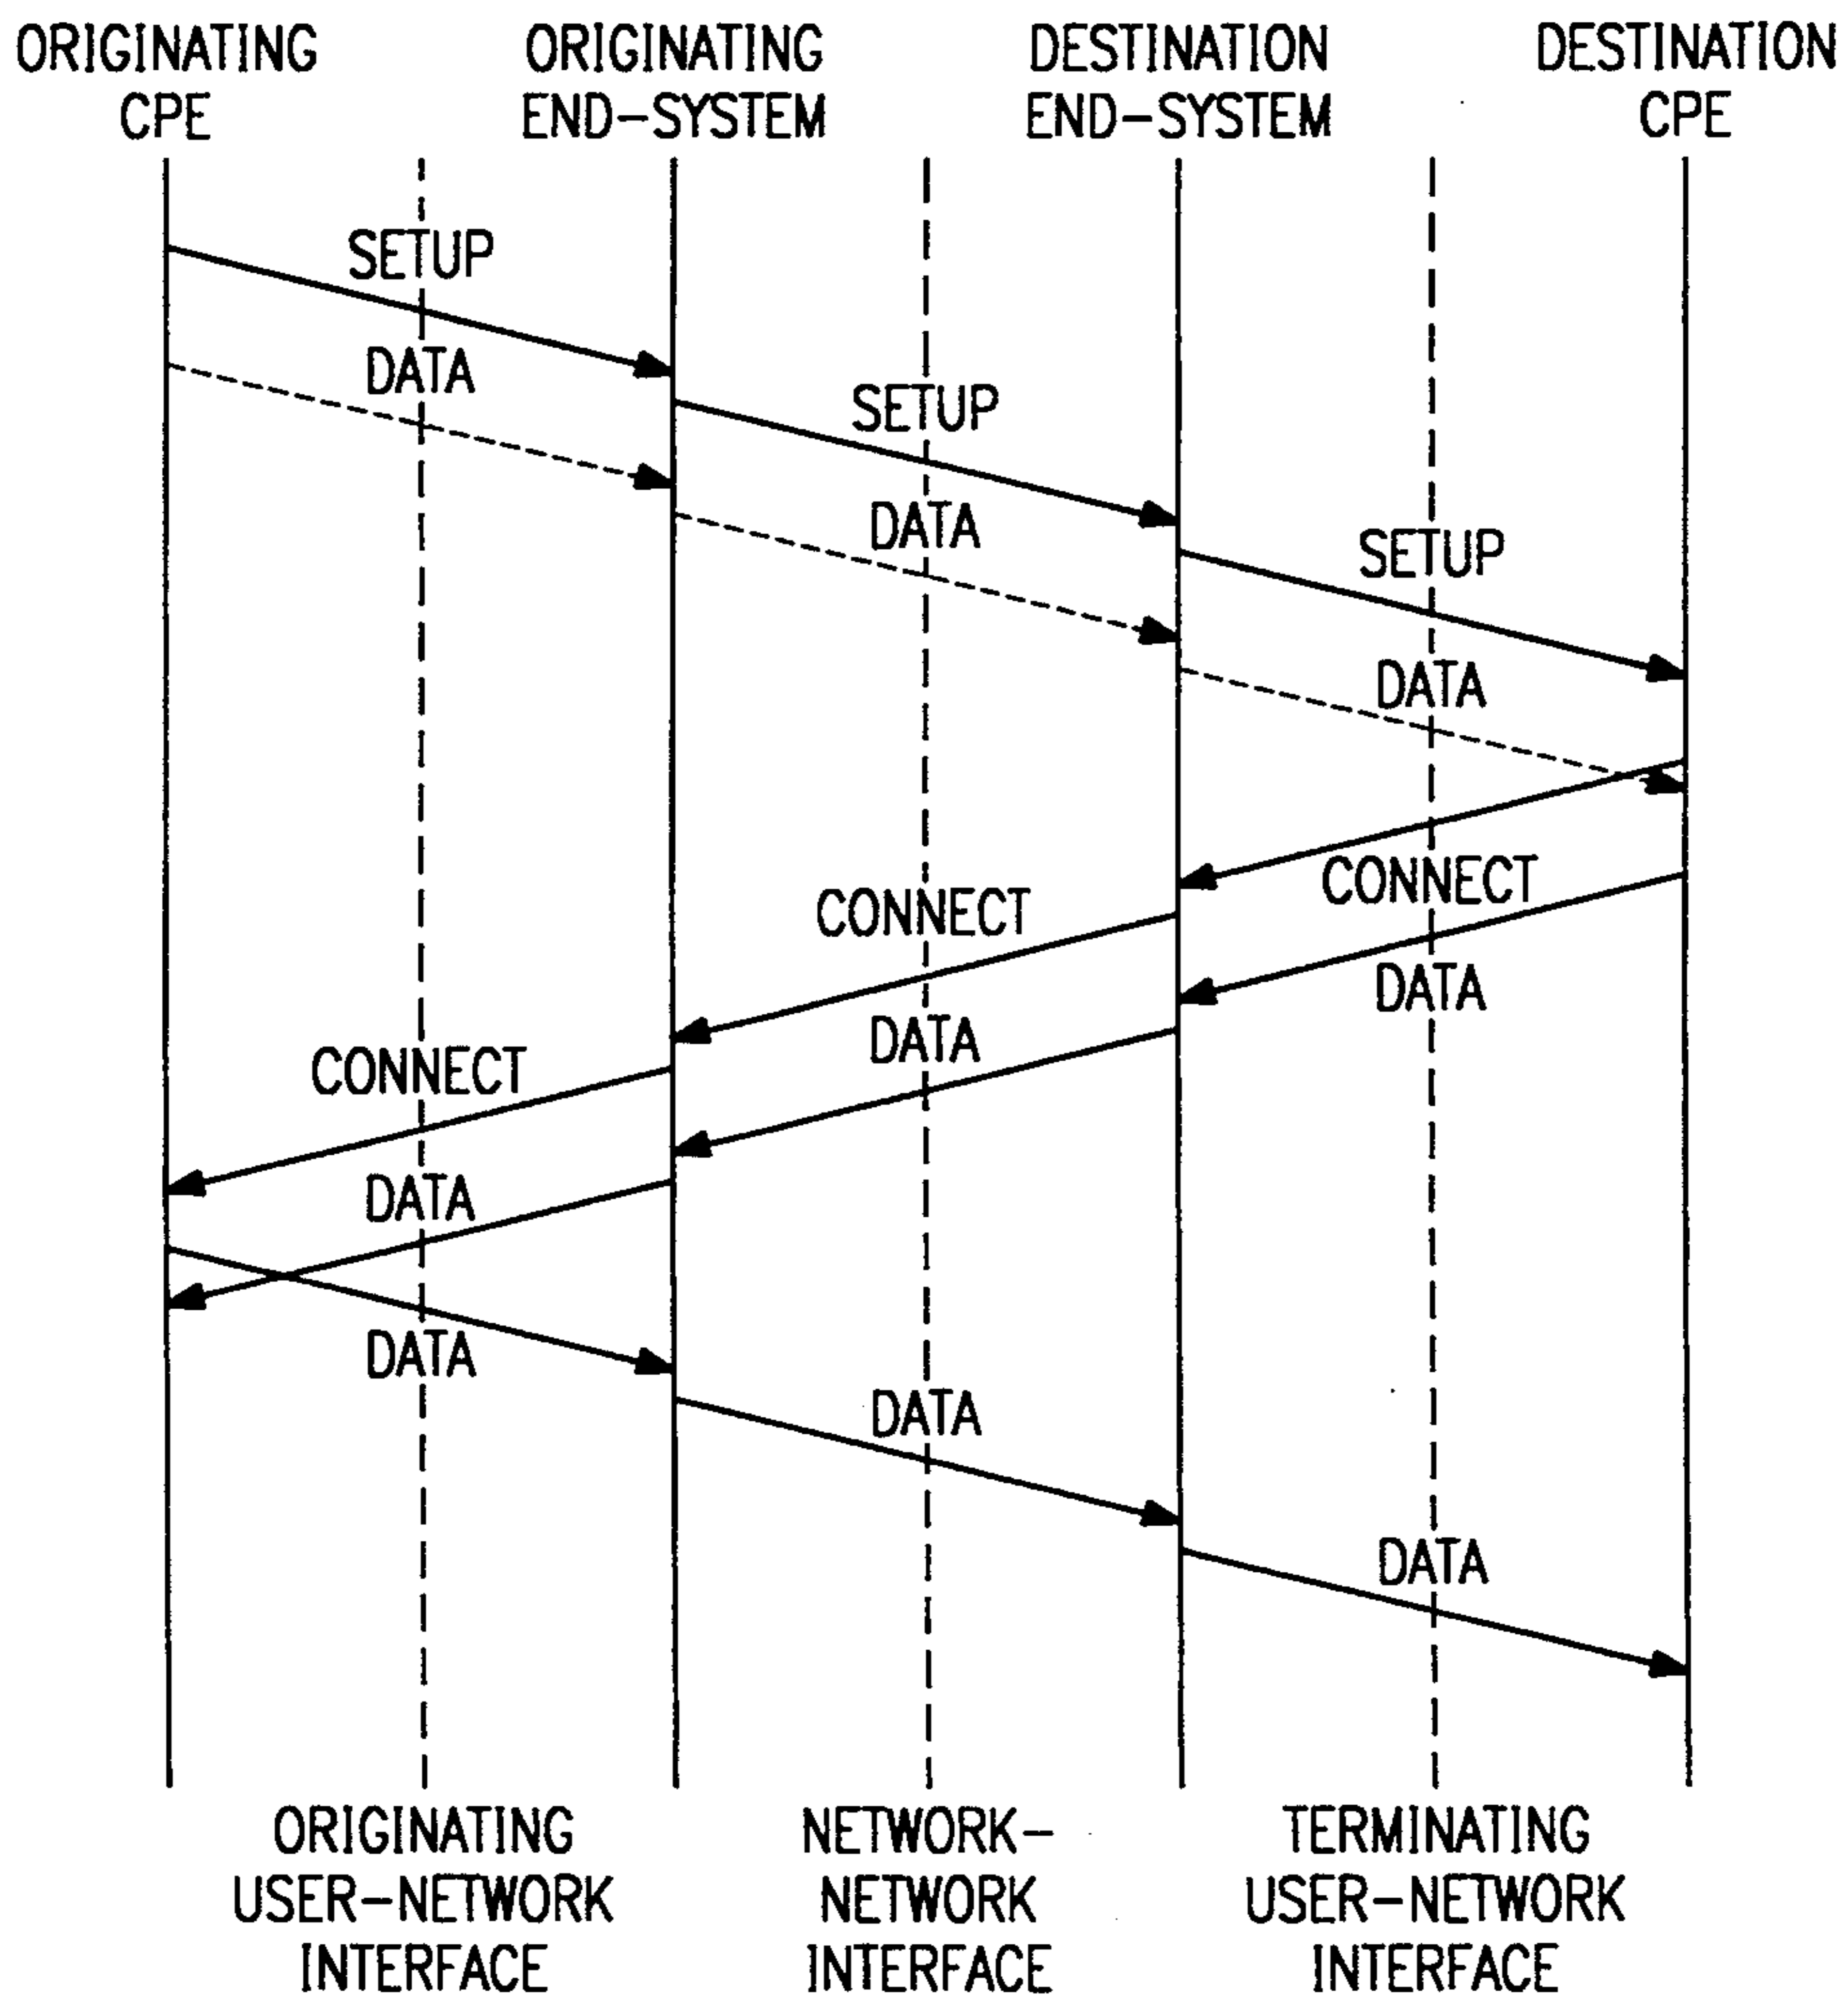 ORIGINATING
CPE
ORIGINATING
END-SYSTEM
DESTINATION
END-SYSTEM
DESTINATION
CPE
SETUP
DATA
SETUP
DATA
SETUP
DATA
CONNECT
CONNECT
DATA
DATA
CONNECT
DATA
DATA
DATA
DATA
ORIGINATING
USER-NETWORK
INTERFACE
NETWORK-
NETWORK
INTERFACE
TERMINATING
USER-NETWORK
INTERFACE